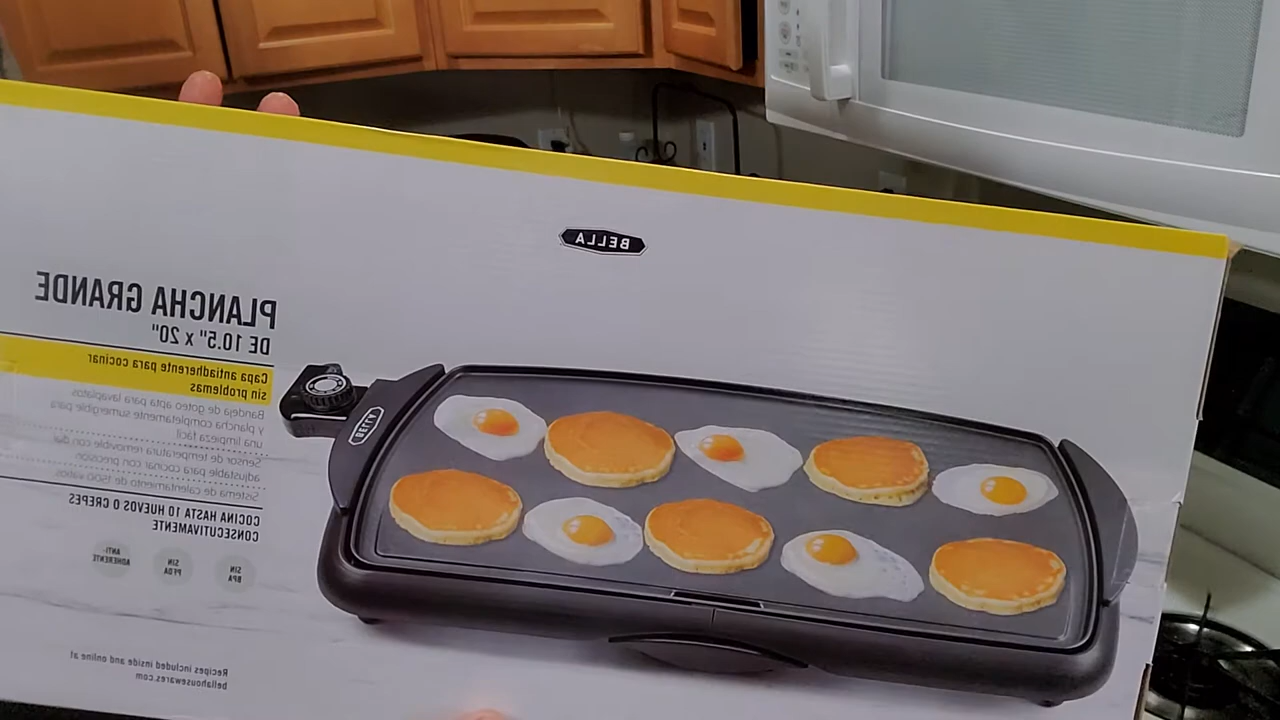 BELLA
PLANCHA GRANDE
DE 10.5" x 20"
Capa antiadherente para cocinar
sin problemas
Bandeja de goteo apta para lavaplatos
y plancha completamente sumergible para
una limpieza fácil
Sensor de temperatura removible con dial
adjustable para cocinar con precisión
Sistema de calentamiento de 1500 vatios
COCINA HASTA 10 HUEVOS O CREPES
CONSECUTIVAMENTE
SIN
BPA
SIN
PFOA
ANTI-
ADHERENTE
Recipes included inside and online at
bellahousewares.com
BELLA